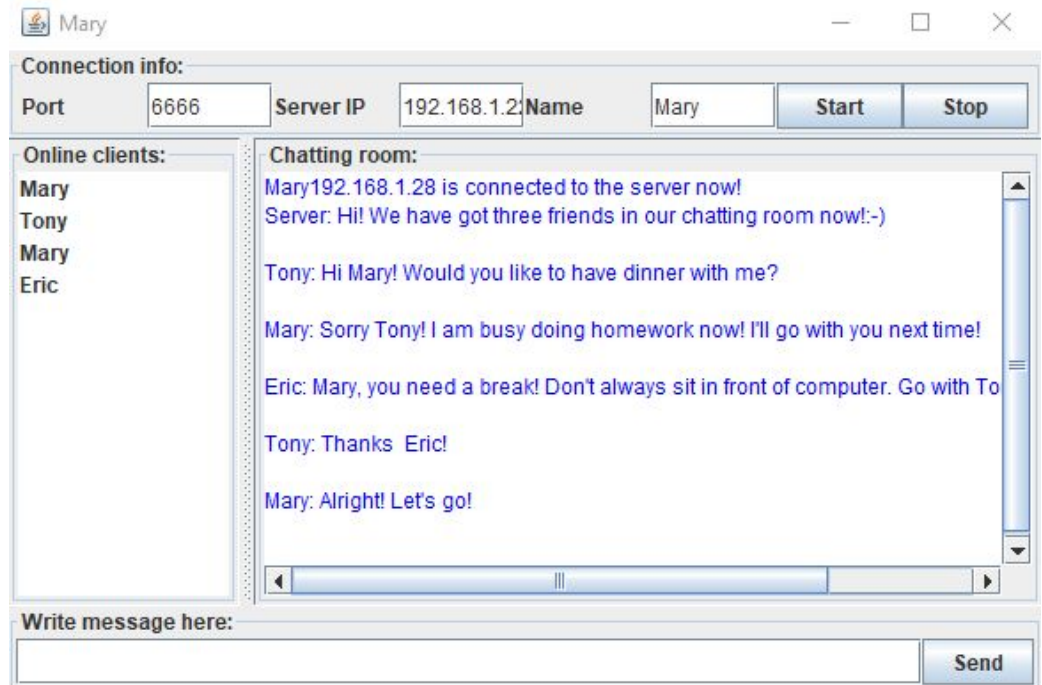 Mary
Connection info:
Port 6666 Server IP 192.168.1.2 Name Mary Start Stop
Online clients:
Mary
Tony
Mary
Eric
Chatting room:
Mary192.168.1.28 is connected to the server now!
Server: Hi! We have got three friends in our chatting room now!:-)
Tony: Hi Mary! Would you like to have dinner with me?
Mary: Sorry Tony! I am busy doing homework now! I'll go with you next time!
Eric: Mary, you need a break! Don't always sit in front of computer. Go with To
Tony: Thanks  Eric!
Mary: Alright! Let's go!
Write message here:
Send